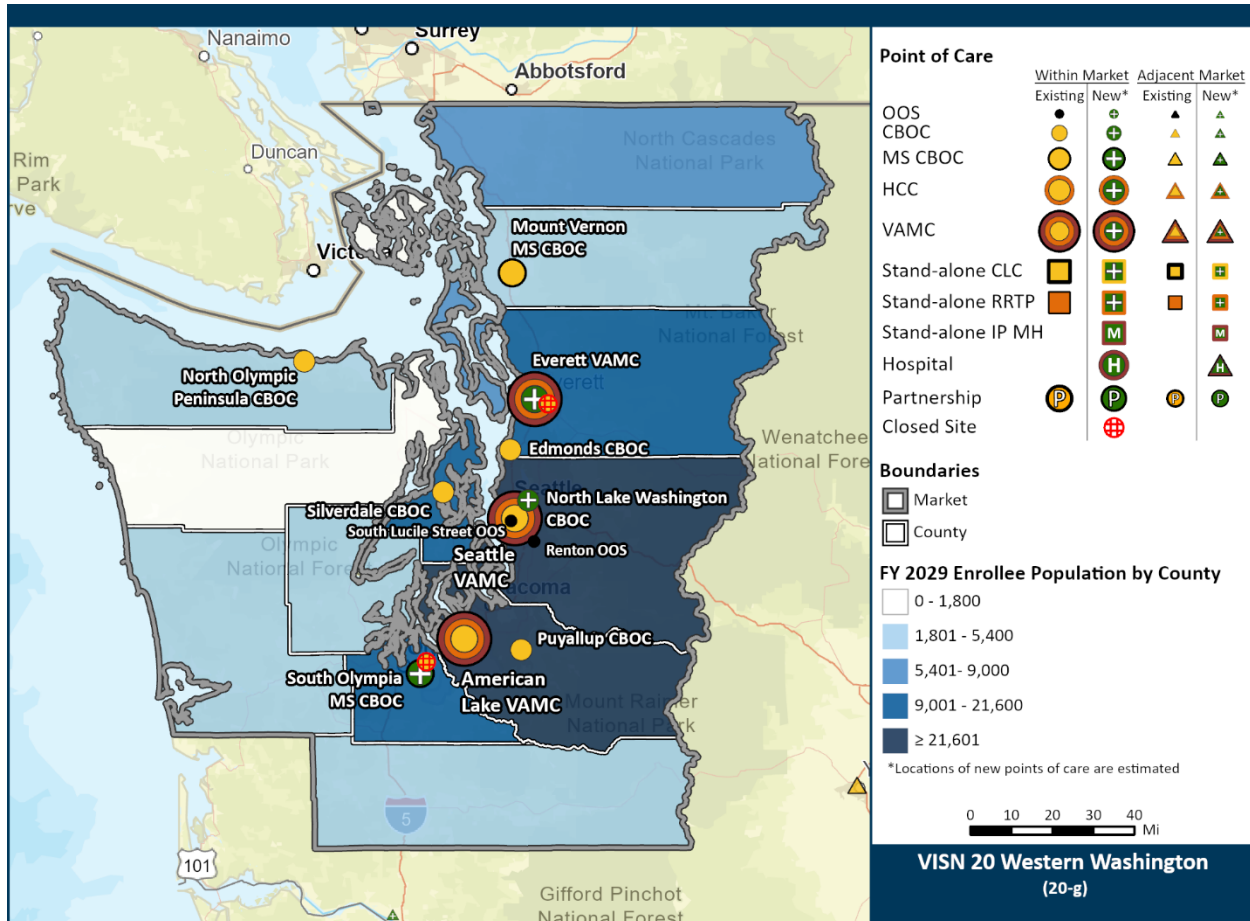 Nanaimo
Surrey
Abbotsford
Duncan
Rim
Park
rve
North Cascades
National Park
Victoria
Mount Vernon
MS CBOC
Mt. Baker
National Forest
North Olympic
Peninsula CBOC
Everett VAMC
Everett
Olympic
National Park
Edmonds CBOC
Wenatchee
National Fore
Seattle
North Lake Washington
CBOC
Silverdale CBOC
South Lucile Street OOS
Seattle
VAMC
Renton OOS
Olympic
National Forest
acoma
Puyallup CBOC
South Olympia
MS CBOC
American
Lake VAMC
Mount Rainier
National Park
5
101
Gifford Pinchot
National Forest
Y
Point of Care
Within Market Adjacent Market
Existing New* Existing New*
OOS
CBOC
MS CBOC
HCC
VAMC
Stand-alone CLC
Stand-alone RRTP
Stand-alone IP MH M M
Hospital H H
Partnership P P P P
Closed Site
Boundaries
Market
County
FY 2029 Enrollee Population by County
0 - 1,800
1,801 - 5,400
5,401- 9,000
9,001 - 21,600
≥ 21,601
*Locations of new points of care are estimated
0 10 20 30 40
Mi
VISN 20 Western Washington
(20-g)